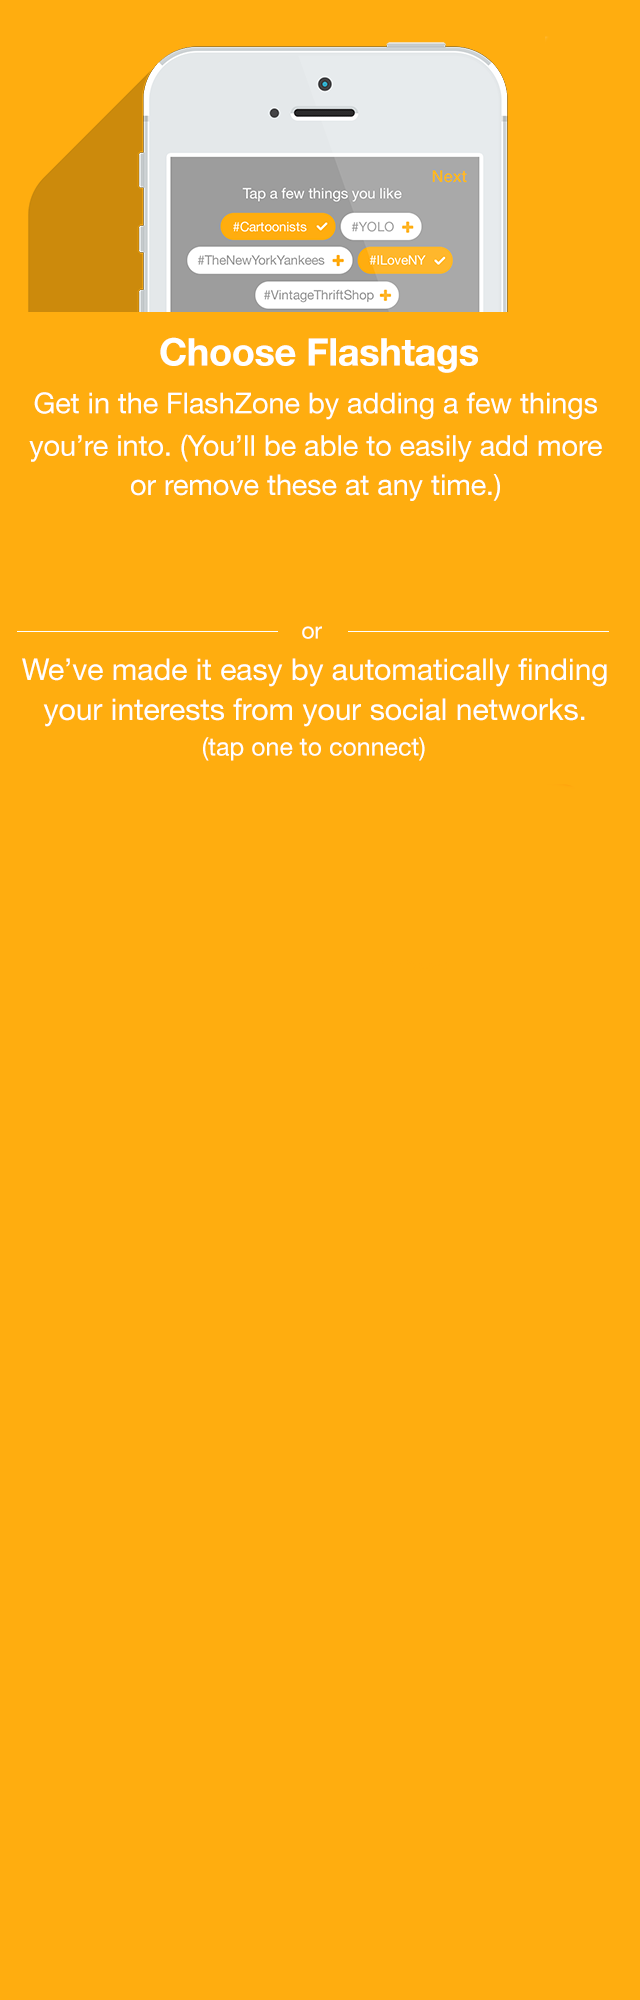 Next
Tap a few things you like
#Cartoonists #YOLO
#TheNewYorkYankees #ILoveNY
#VintageThriftShop
Choose Flashtags
Get in the FlashZone by adding a few things
you’re into. (You’ll be able to easily add more
or remove these at any time.)
or
We’ve made it easy by automatically finding
your interests from your social networks.
(tap one to connect)